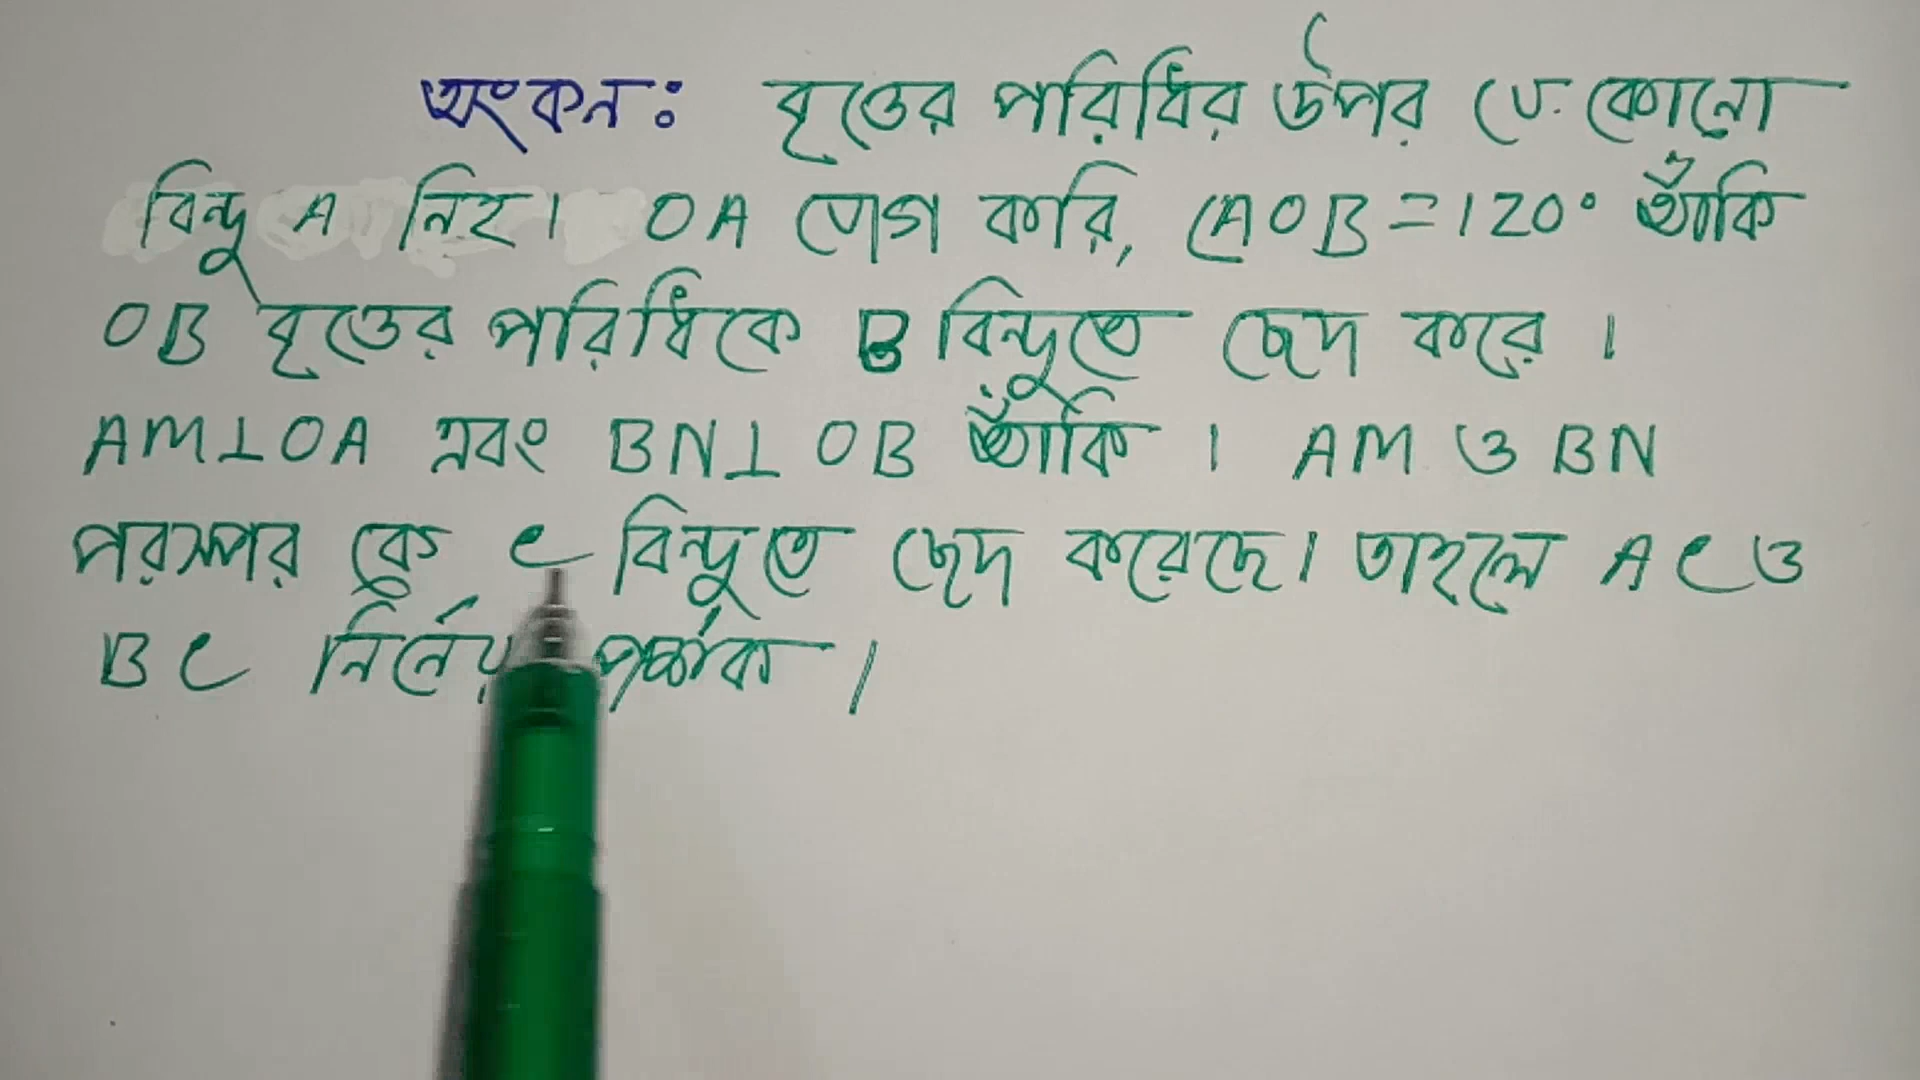 অংকন: বৃত্তের পরিধির উপর যে কোনো
বিন্দু A নিই। OA যোগ করি, ∠AOB = 120° আঁকি
OB বৃত্তের পরিধিকে B বিন্দুতে ছেদ করে।
AM⊥OA এবং BN⊥OB আঁকি। AM ও BN
পরস্পর কে C বিন্দুতে ছেদ করেছে। তাহলে AC ও
BC নির্নেয় স্পর্শক।